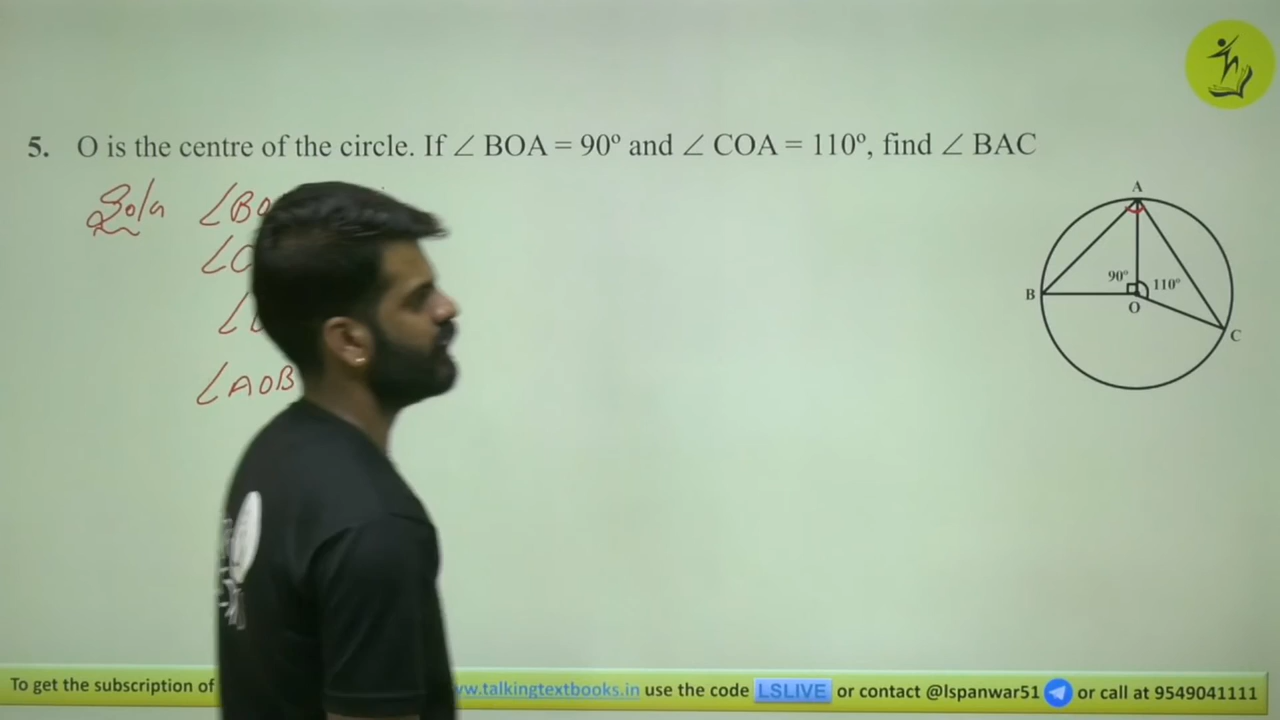 5. O is the centre of the circle. If ∠ BOA = 90º and ∠ COA = 110º, find ∠ BAC
Soln ∠BO
∠C
∠
∠AOB
A
90º
110º
B
O
C
To get the subscription of
ww.talkingtextbooks.in use the code LSLIVE or contact @lspanwar51 or call at 9549041111